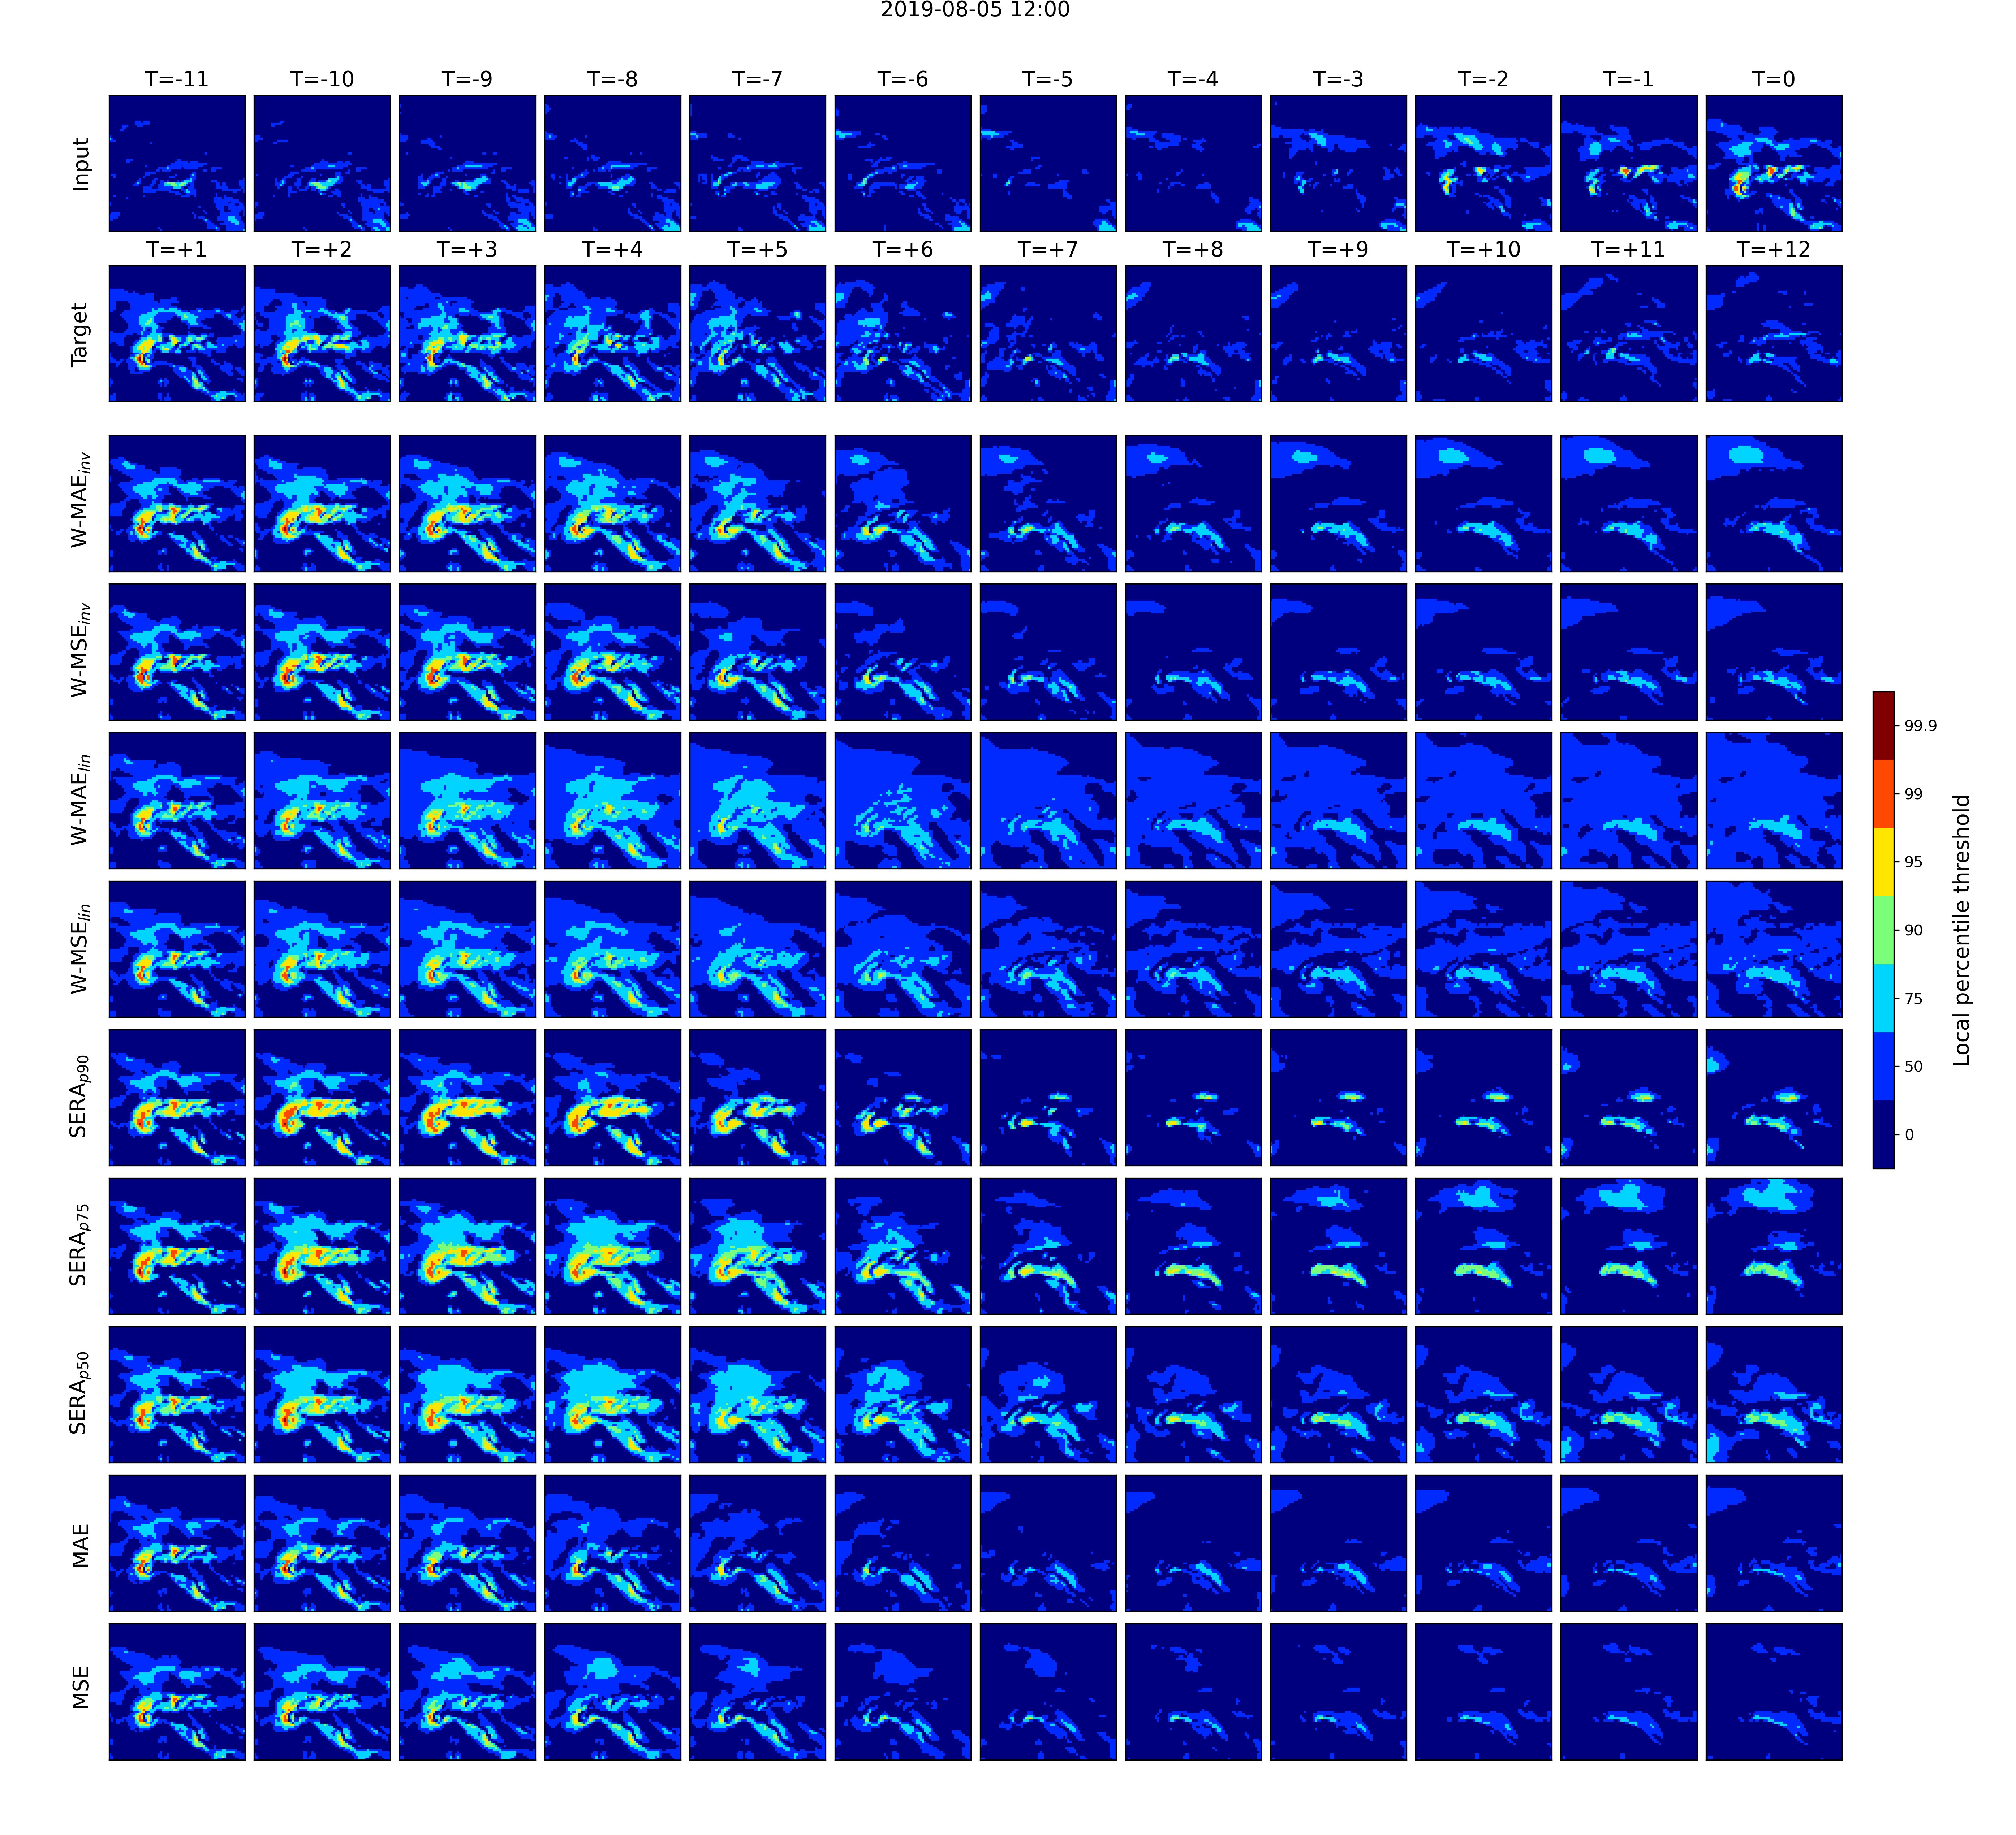 2019-08-05 12:00
T=-11 T=-10 T=-9 T=-8 T=-7 T=-6 T=-5 T=-4 T=-3 T=-2 T=-1 T=0
Input
T=+1 T=+2 T=+3 T=+4 T=+5 T=+6 T=+7 T=+8 T=+9 T=+10 T=+11 T=+12
Target
W-MAEinv
W-MSEinv
W-MAElin
W-MSElin
SERAp90
SERAp75
SERAp50
MAE
MSE
99.9
99
95
90
75
50
0
Local percentile threshold